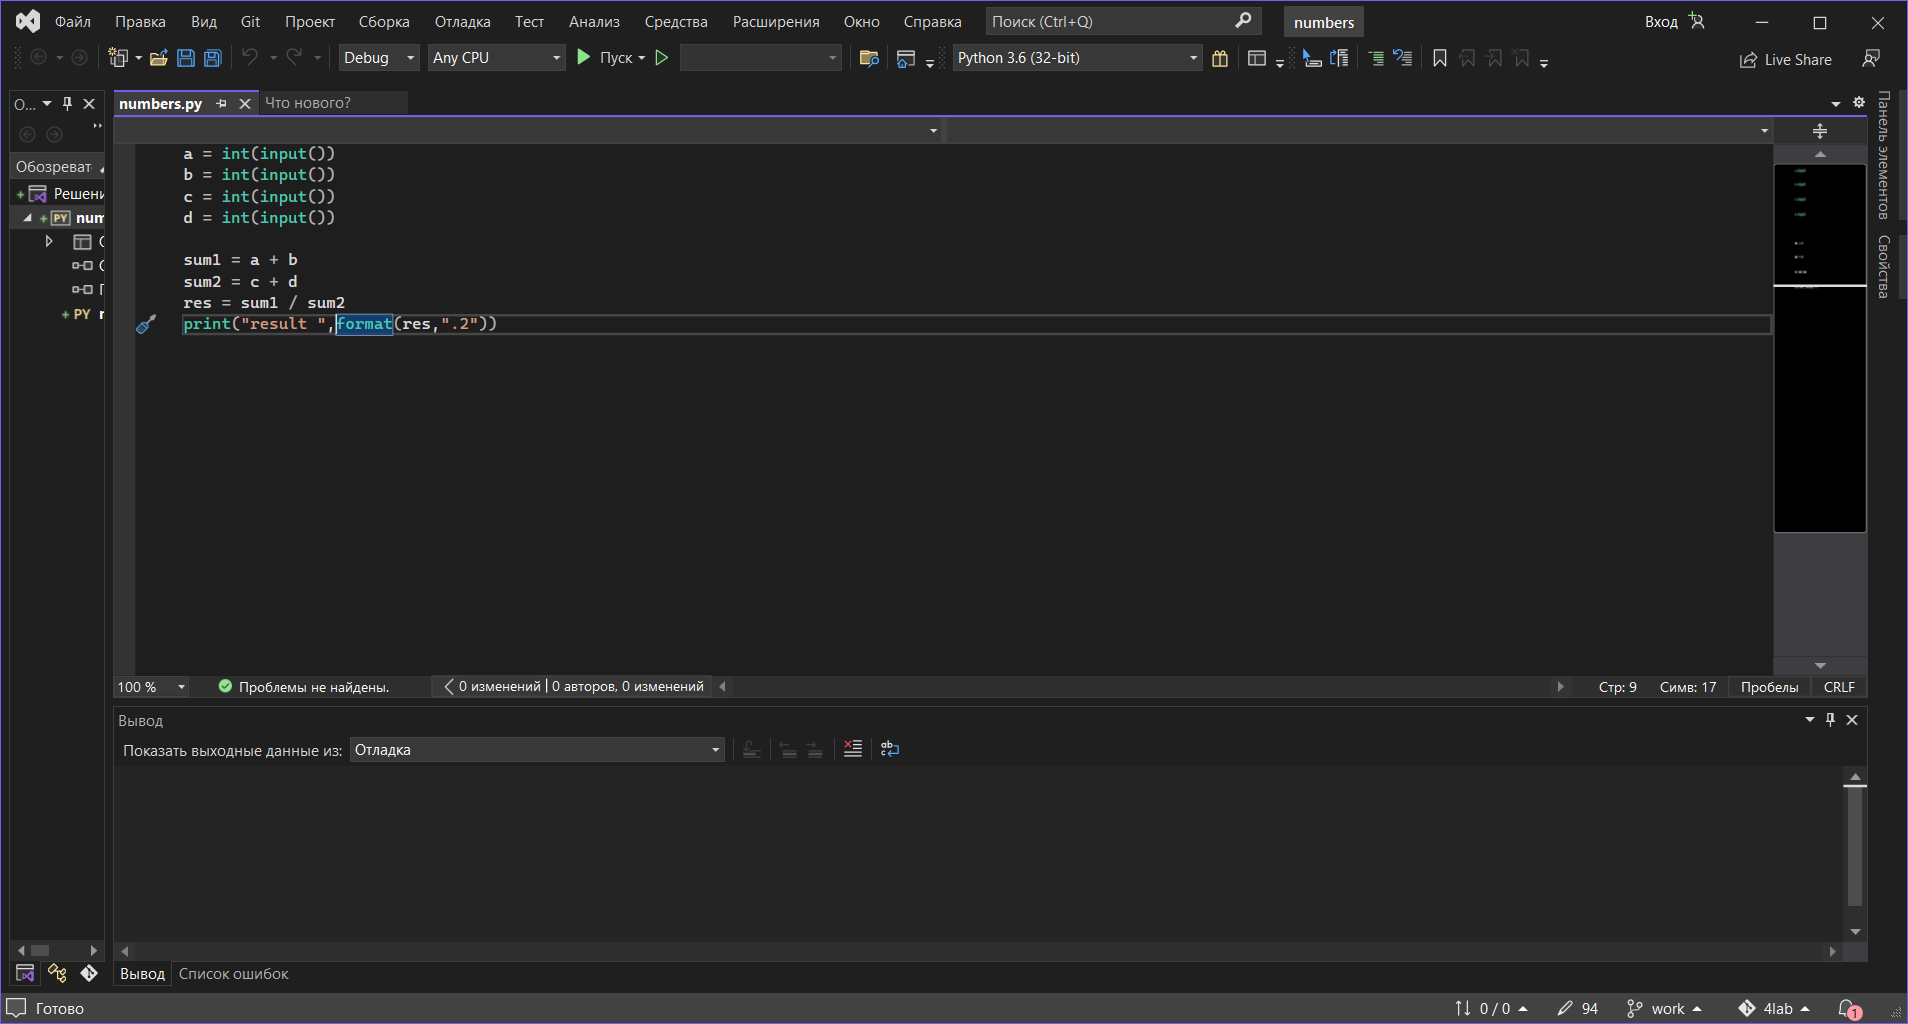 Файл Правка Вид Git Проект Сборка Отладка Тест Анализ Средства Расширения Окно Справка Поиск (Ctrl+Q) numbers Вход
Debug Any CPU Пуск Python 3.6 (32-bit) Live Share
О...
numbers.py Что нового?
Панель элементов
Свойства
Обозреват
Решени
PY num
С
С
П
PY n
a = int(input())
b = int(input())
c = int(input())
d = int(input())
sum1 = a + b
sum2 = c + d
res = sum1 / sum2
print("result ",format(res,".2"))
100 % Проблемы не найдены. 0 изменений | 0 авторов, 0 изменений Стр: 9 Симв: 17 Пробелы CRLF
Вывод
Показать выходные данные из: Отладка
Вывод Список ошибок
Готово 0 / 0 94 work 4lab 1